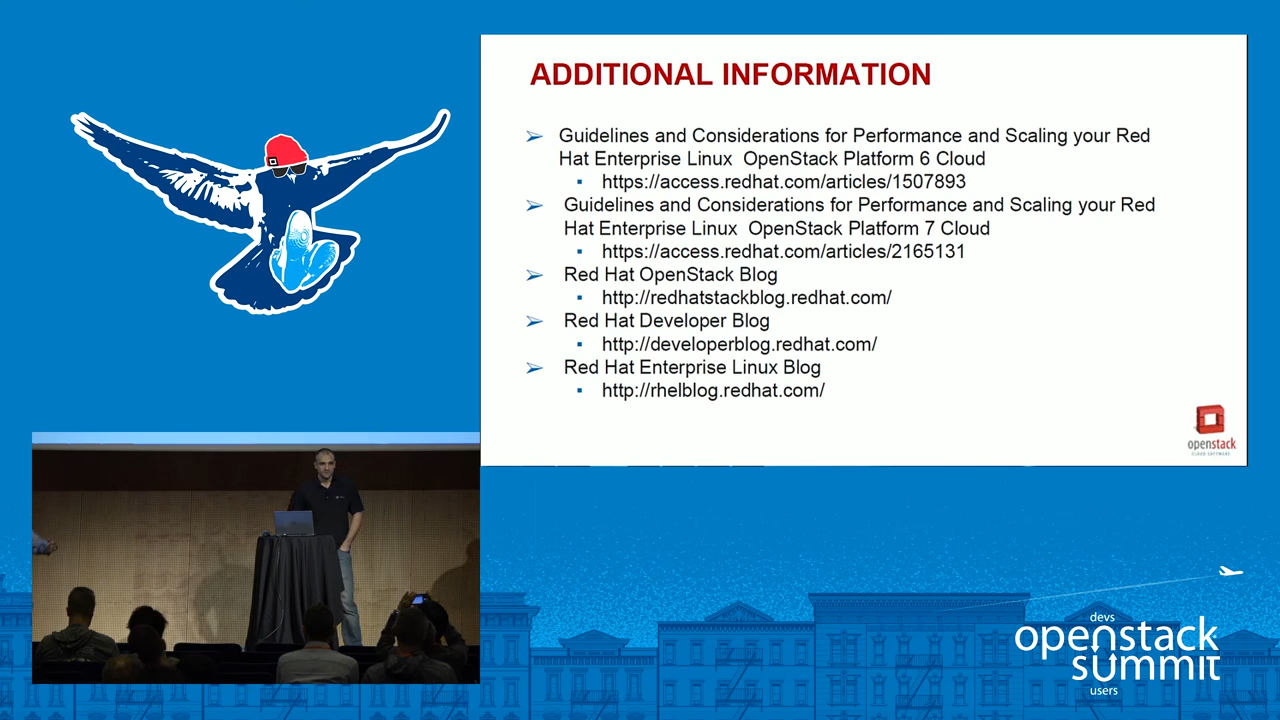 ADDITIONAL INFORMATION
Guidelines and Considerations for Performance and Scaling your Red
Hat Enterprise Linux OpenStack Platform 6 Cloud
https://access.redhat.com/articles/1507893
Guidelines and Considerations for Performance and Scaling your Red
Hat Enterprise Linux OpenStack Platform 7 Cloud
https://access.redhat.com/articles/2165131
Red Hat OpenStack Blog
http://redhatstackblog.redhat.com/
Red Hat Developer Blog
http://developerblog.redhat.com/
Red Hat Enterprise Linux Blog
http://rhelblog.redhat.com/
openstack
CLOUD SOFTWARE
devs
openstack
summit
users